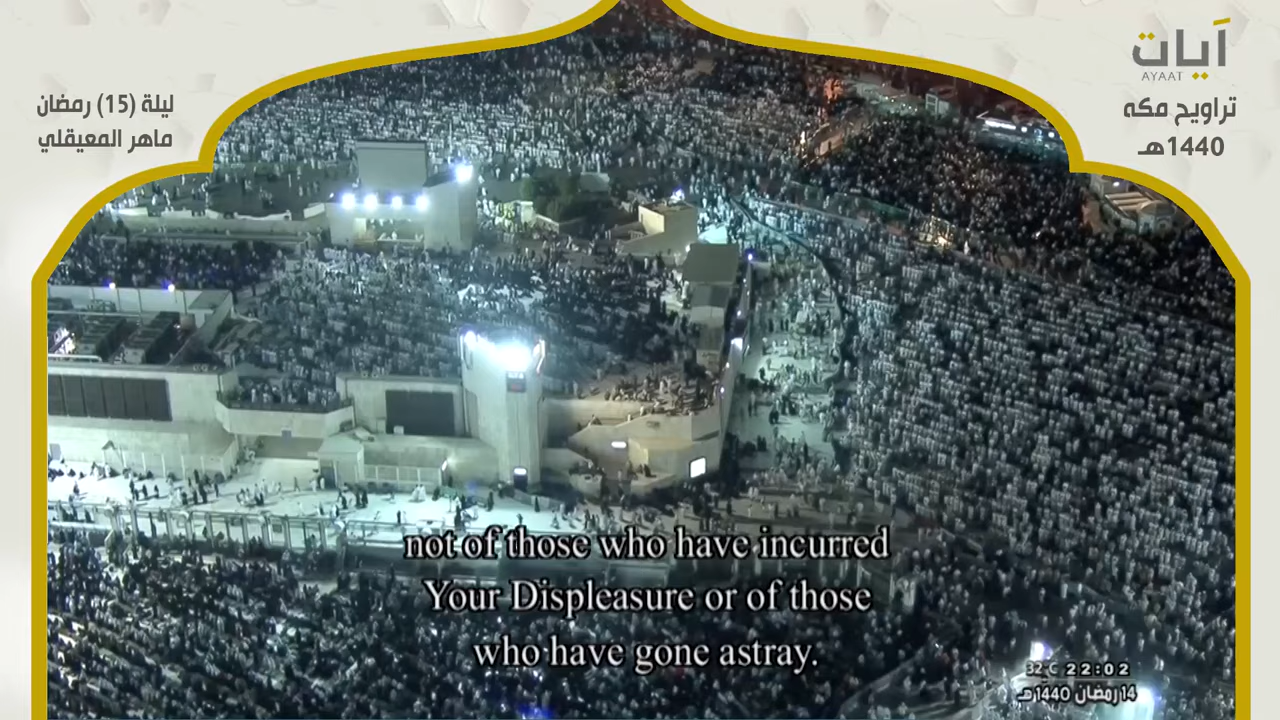 آيات
AYAAT
تراويح مكه
1440هـ
ليلة (15) رمضان
ماهر المعيقلي
not of those who have incurred
Your Displeasure or of those
who have gone astray.
32°C 22:02
14 رمضان 1440هـ